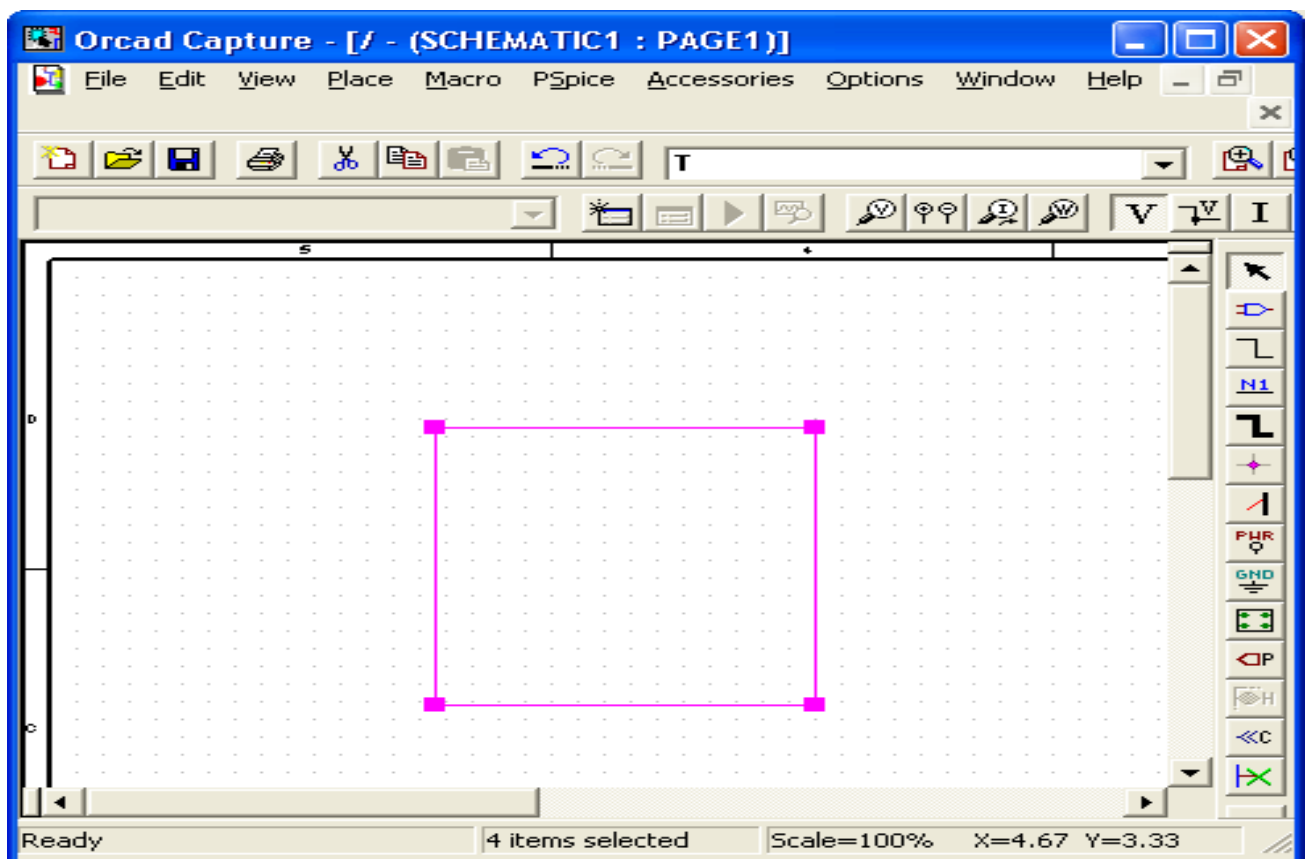 Orcad Capture - [/ - (SCHEMATIC1 : PAGE1)]
File Edit View Place Macro PSpice Accessories Options Window Help
T
V I W V V I
5 4
D
C
N1
PWR
GND
P
H
C
Ready 4 items selected Scale=100% X=4.67 Y=3.33